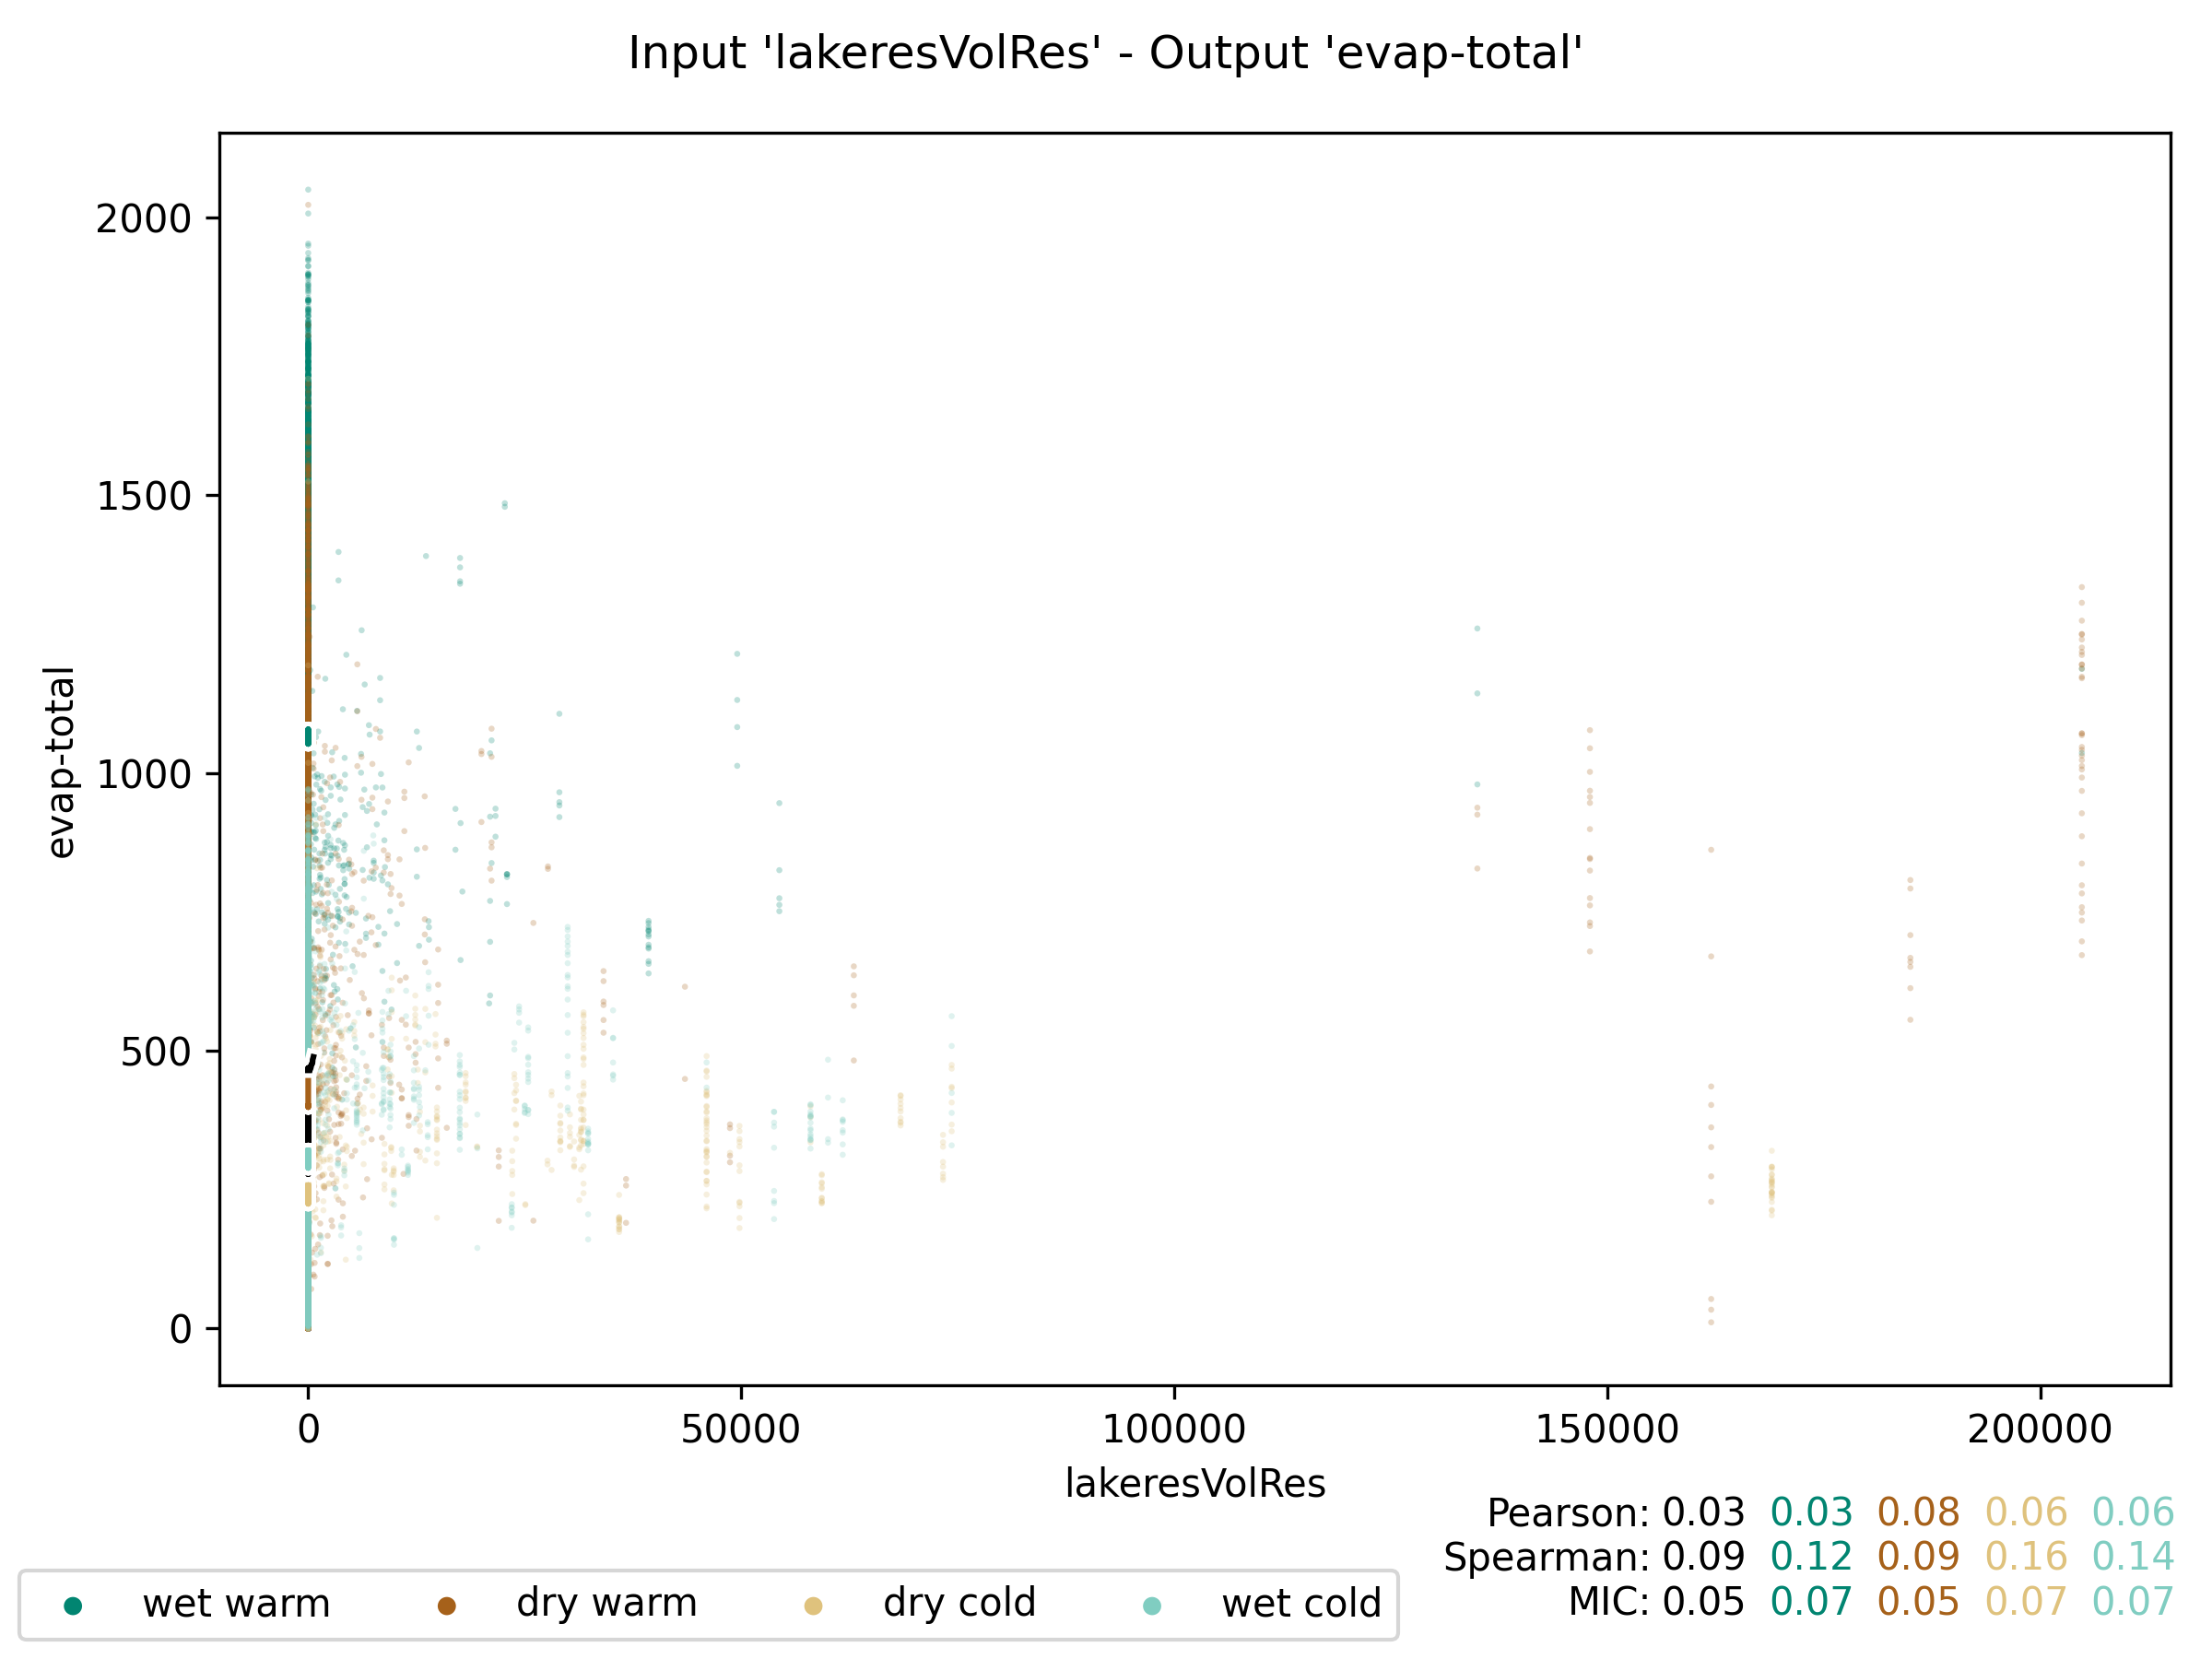 Input 'lakeresVolRes' - Output 'evap-total'
2000
1500
1000
500
0
evap-total
0 50000 100000 150000 200000
lakeresVolRes
Pearson: 0.03 0.03 0.08 0.06 0.06
Spearman: 0.09 0.12 0.09 0.16 0.14
MIC: 0.05 0.07 0.05 0.07 0.07
wet warm dry warm dry cold wet cold